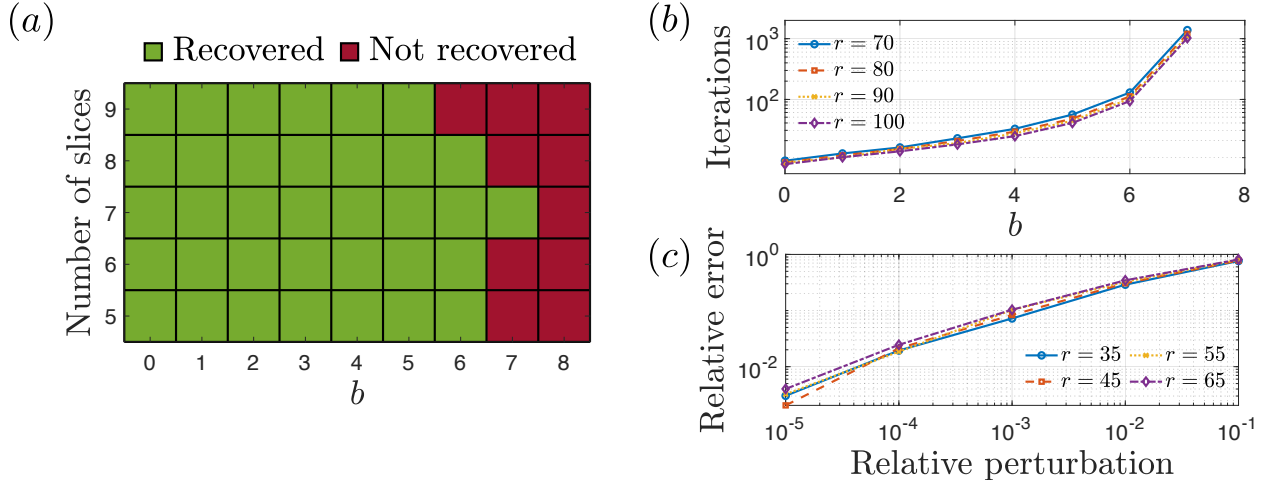 (a)
Recovered Not recovered
Number of slices
9
8
7
6
5
0 1 2 3 4 5 6 7 8
b
(b)
Iterations
10^3
10^2
r = 70
r = 80
r = 90
r = 100
0 2 4 6 8
b
(c)
Relative error
10^0
10^-2
r = 35 r = 55
r = 45 r = 65
10^-5 10^-4 10^-3 10^-2 10^-1
Relative perturbation